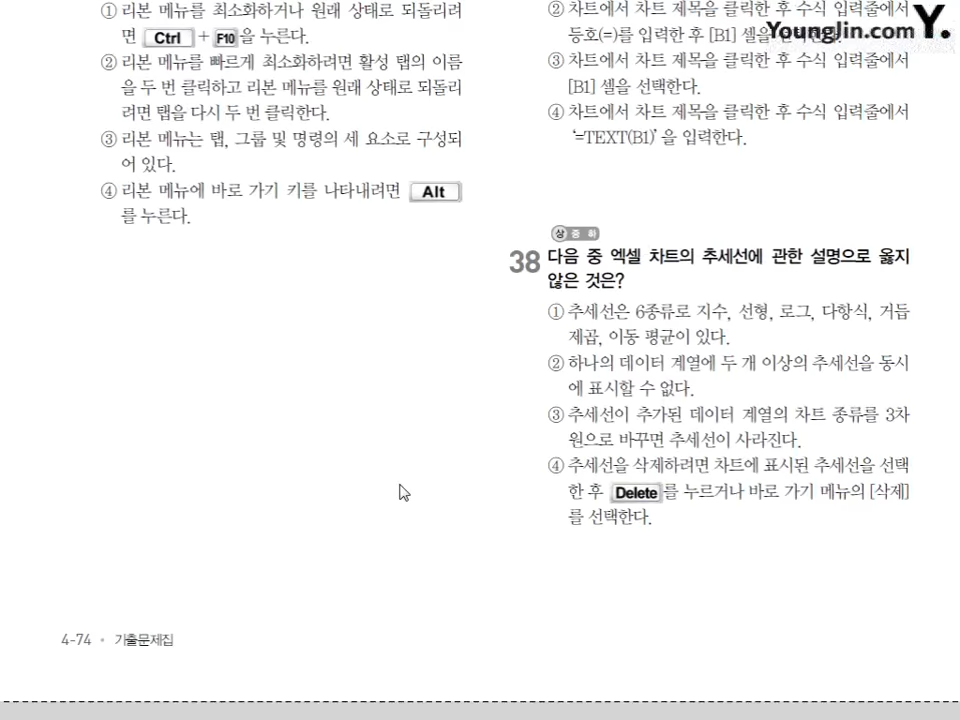 ① 리본 메뉴를 최소화하거나 원래 상태로 되돌리려
면 Ctrl + F10 을 누른다.
② 리본 메뉴를 빠르게 최소화하려면 활성 탭의 이름
을 두 번 클릭하고 리본 메뉴를 원래 상태로 되돌리
려면 탭을 다시 두 번 클릭한다.
③ 리본 메뉴는 탭, 그룹 및 명령의 세 요소로 구성되
어 있다.
④ 리본 메뉴에 바로 가기 키를 나타내려면 Alt
를 누른다.
② 차트에서 차트 제목을 클릭한 후 수식 입력줄에서
등호(=)를 입력한 후 [B1] 셀을 선택한다.
③ 차트에서 차트 제목을 클릭한 후 수식 입력줄에서
[B1] 셀을 선택한다.
④ 차트에서 차트 제목을 클릭한 후 수식 입력줄에서
‘=TEXT(B1)’을 입력한다.
Younglin.com Y.
상 중 하
38 다음 중 엑셀 차트의 추세선에 관한 설명으로 옳지
않은 것은?
① 추세선은 6종류로 지수, 선형, 로그, 다항식, 거듭
제곱, 이동 평균이 있다.
② 하나의 데이터 계열에 두 개 이상의 추세선을 동시
에 표시할 수 없다.
③ 추세선이 추가된 데이터 계열의 차트 종류를 3차
원으로 바꾸면 추세선이 사라진다.
④ 추세선을 삭제하려면 차트에 표시된 추세선을 선택
한 후 Delete 를 누르거나 바로 가기 메뉴의 [삭제]
를 선택한다.
4-74 • 기출문제집